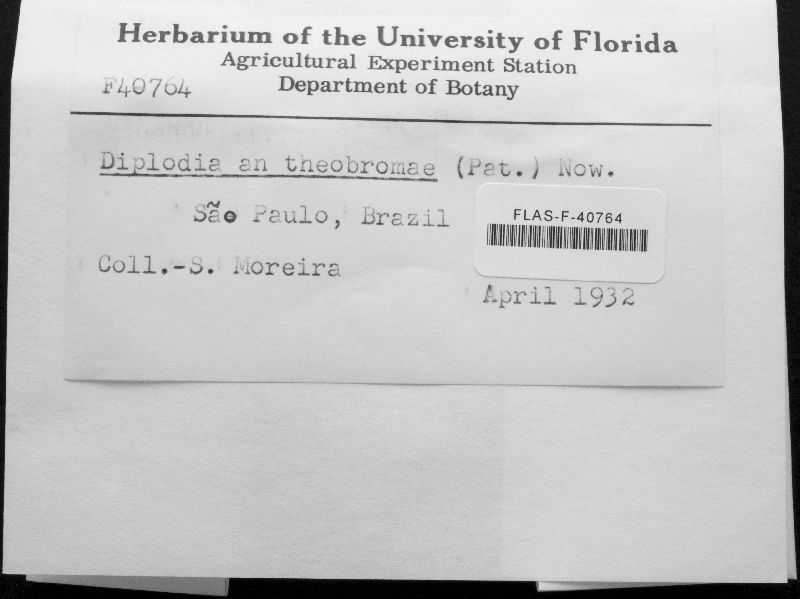 Herbarium of the University of Florida
Agricultural Experiment Station
Department of Botany
F40764
Diplodia an theobromae (Pat.) Now.
São Paulo, Brazil
FLAS-F-40764
Coll.-S. Moreira
April 1932